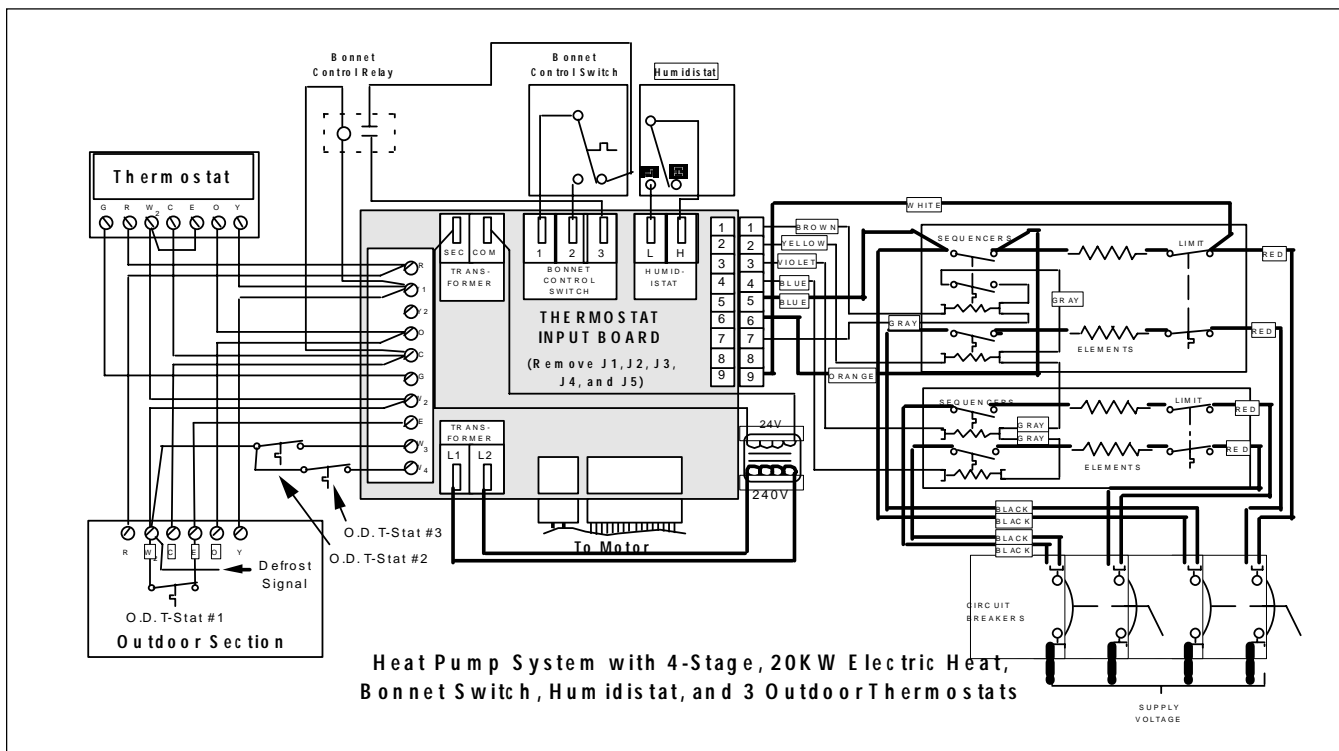 Bonnet
Control Relay
Bonnet
Control Switch
Humidistat
Thermostat
G R W2 C E O Y
WHITE
SEC COM
TRANS-
FORMER
1 2 3
BONNET
CONTROL
SWITCH
L H
HUMID-
ISTAT
1 1 BROWN
2 2 YELLOW
3 3 VIOLET
4 4 BLUE
5 5 BLUE
6 6
7 7
8 8
9 9
SEQUENCERS
LIMIT
RED
GRAY
GRAY
RED
ELEMENTS
ORANGE
R
Y1
Y2
O
C
G
W2
E
W3
W4
THERMOSTAT
INPUT BOARD
(Remove J1, J2, J3,
J4, and J5)
TRANS-
FORMER
L1 L2
24V
240V
SEQUENCERS
LIMIT
RED
GRAY
GRAY
RED
ELEMENTS
To Motor
O.D. T-Stat #3
O.D. T-Stat #2
R W2 C E O Y
Defrost
Signal
O.D. T-Stat #1
Outdoor Section
BLACK
BLACK
BLACK
BLACK
CIRCUIT
BREAKERS
SUPPLY
VOLTAGE
Heat Pump System with 4-Stage, 20KW Electric Heat,
Bonnet Switch, Humidistat, and 3 Outdoor Thermostats